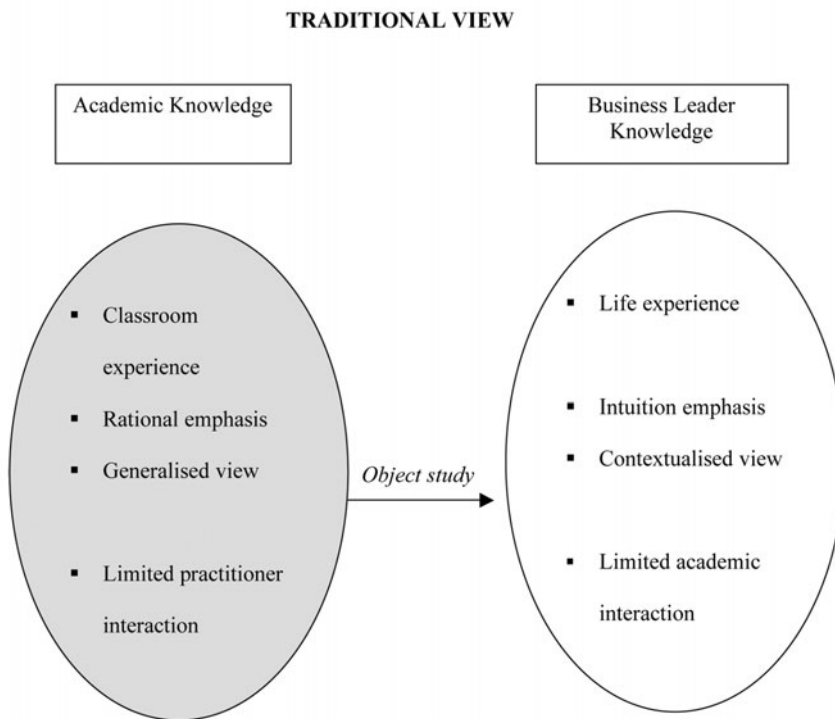 TRADITIONAL VIEW
Academic Knowledge
Business Leader
Knowledge
▪ Classroom
experience
▪ Rational emphasis
▪ Generalised view
▪ Limited practitioner
interaction
Object study
▪ Life experience
▪ Intuition emphasis
▪ Contextualised view
▪ Limited academic
interaction